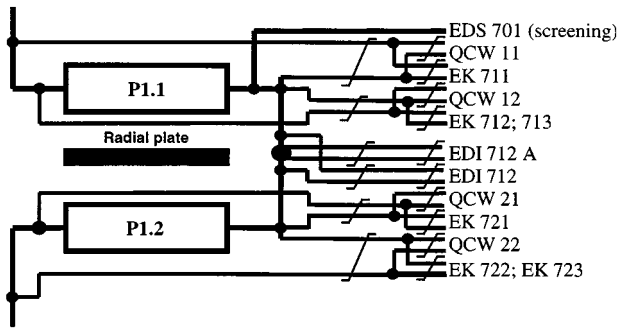 EDS 701 (screening)
QCW 11
EK 711
P1.1
QCW 12
EK 712; 713
Radial plate
EDI 712 A
EDI 712
QCW 21
EK 721
P1.2
QCW 22
EK 722; EK 723